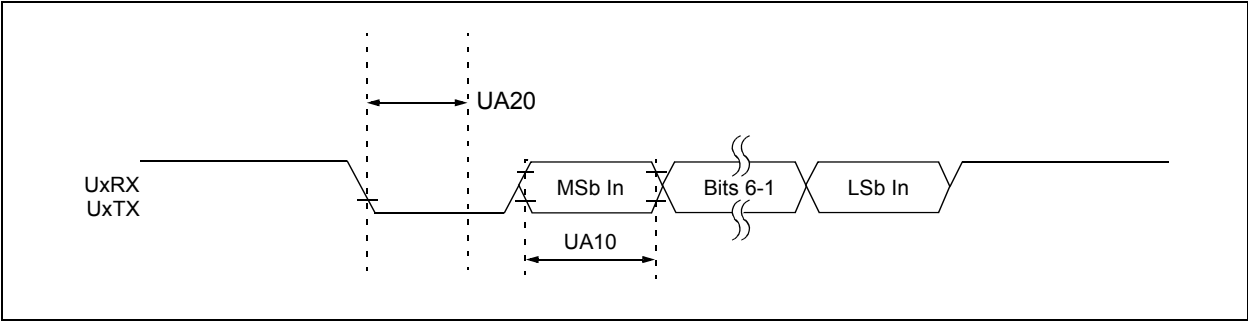 UA20
UxRX
UxTX
MSb In
Bits 6-1
LSb In
UA10